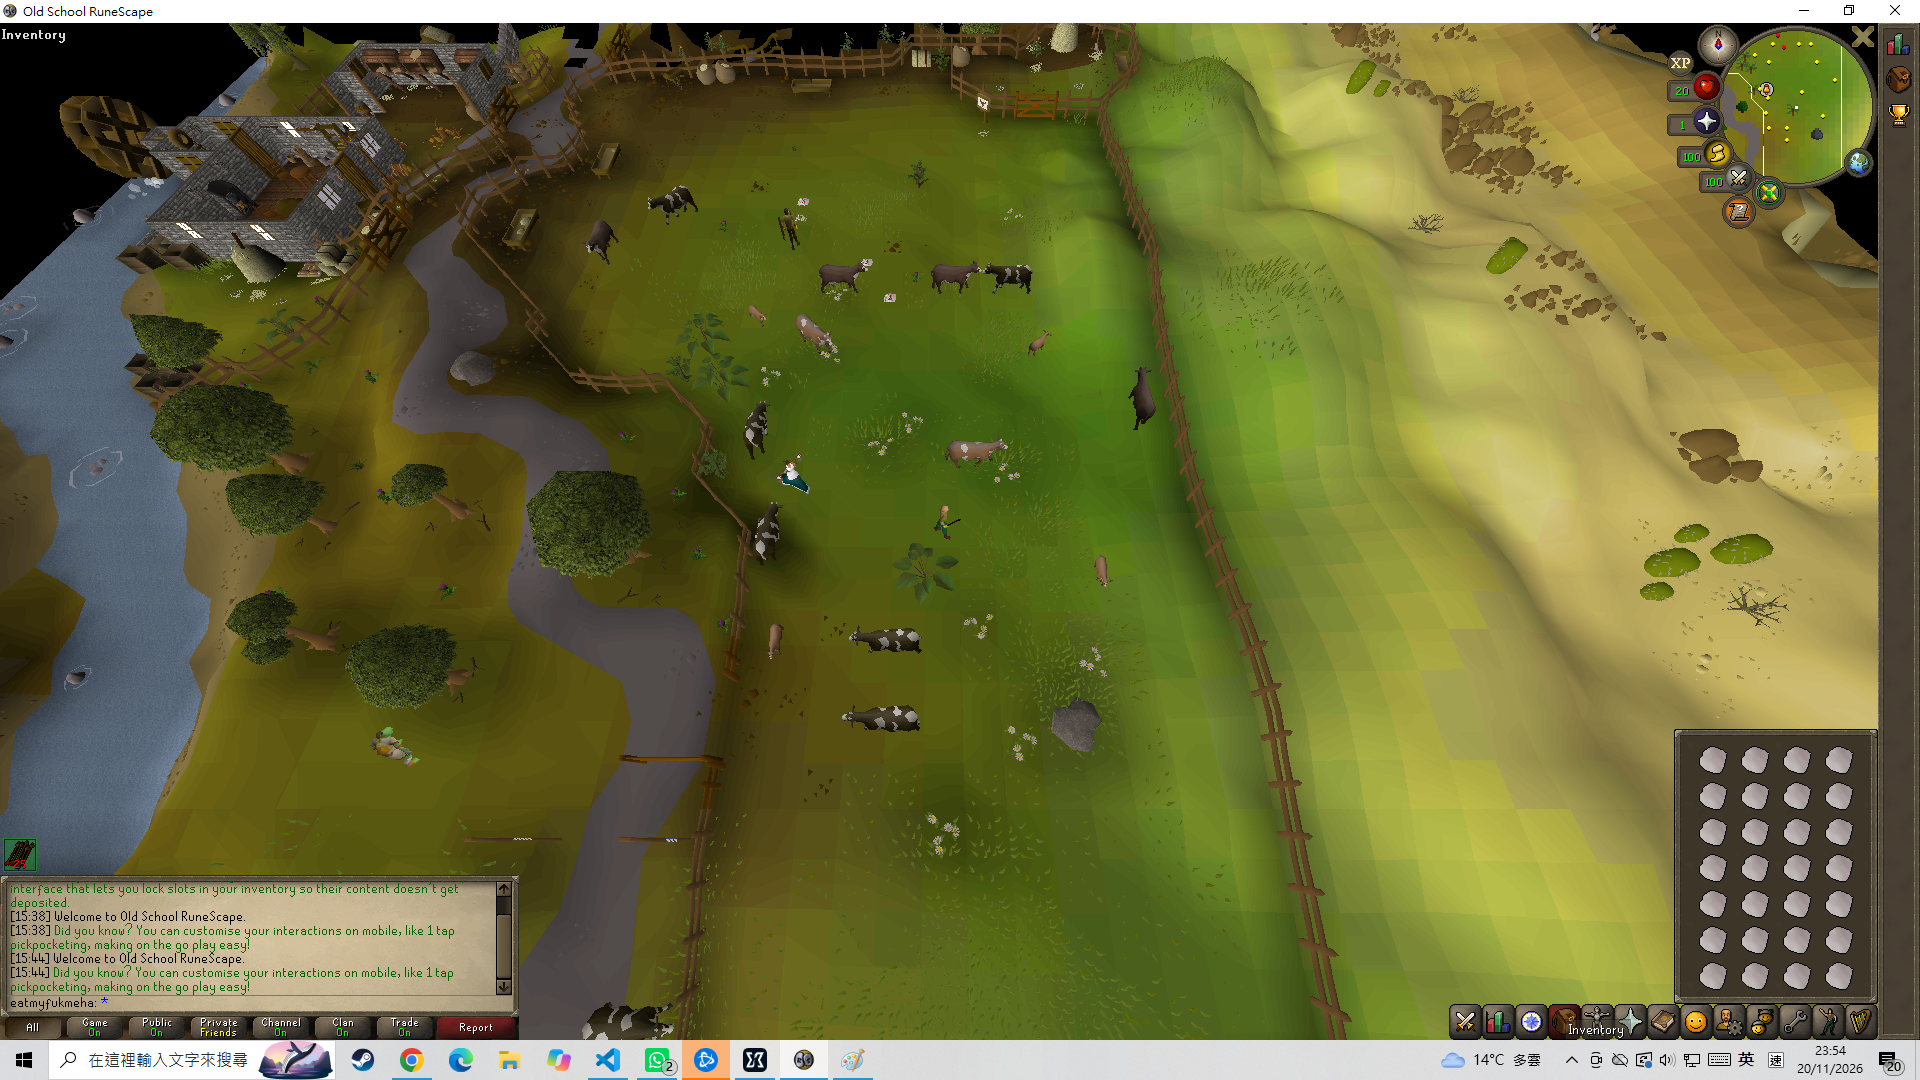 Old School RuneScape
Inventory
N
XP
20
1
100
100
25
interface that lets you lock slots in your inventory so their content doesn't get
deposited.
[15:38] Welcome to Old School RuneScape.
[15:38] Did you know? You can customise your interactions on mobile, like 1 tap
pickpocketing, making on the go play easy!
[15:44] Welcome to Old School RuneScape.
[15:44] Did you know? You can customise your interactions on mobile, like 1 tap
pickpocketing, making on the go play easy!
eatmyfukmeha: *
All
Game
On
Public
On
Private
Friends
Channel
On
Clan
On
Trade
On
Report
Inventory
在這裡輸入文字來搜尋
2
14°C 多雲
英
速
23:54
20/11/2026
20